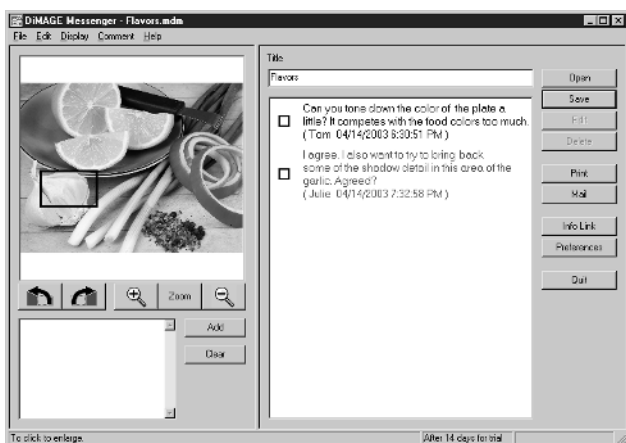 DiMAGE Messenger - Flavors.mdm
File Edit Display Comment Help
Title
Flavors
Can you tone down the color of the plate a
little? It competes with the food colors too much.
( Tom 04/14/2003 6:30:51 PM )
I agree. I also want to try to bring back
some of the shadow detail in this area of the
garlic. Agreed?
( Julie 04/14/2003 7:32:58 PM )
Open
Save
Edit
Delete
Print
Mail
Info Link
Preferences
Quit
Zoom
Add
Clear
To click to enlarge.
After 14 days for trial